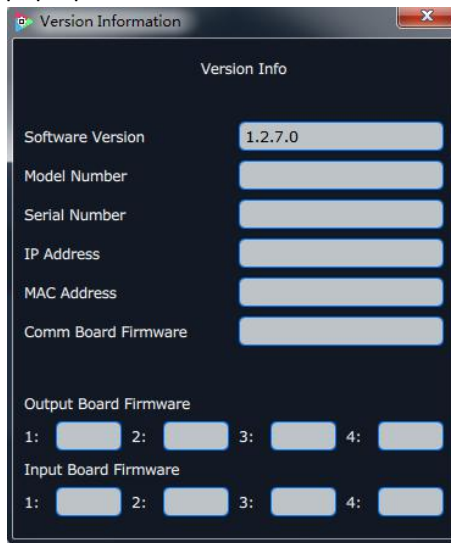 Version Information
Version Info
Software Version 1.2.7.0
Model Number
Serial Number
IP Address
MAC Address
Comm Board Firmware
Output Board Firmware
1: 2: 3: 4:
Input Board Firmware
1: 2: 3: 4: